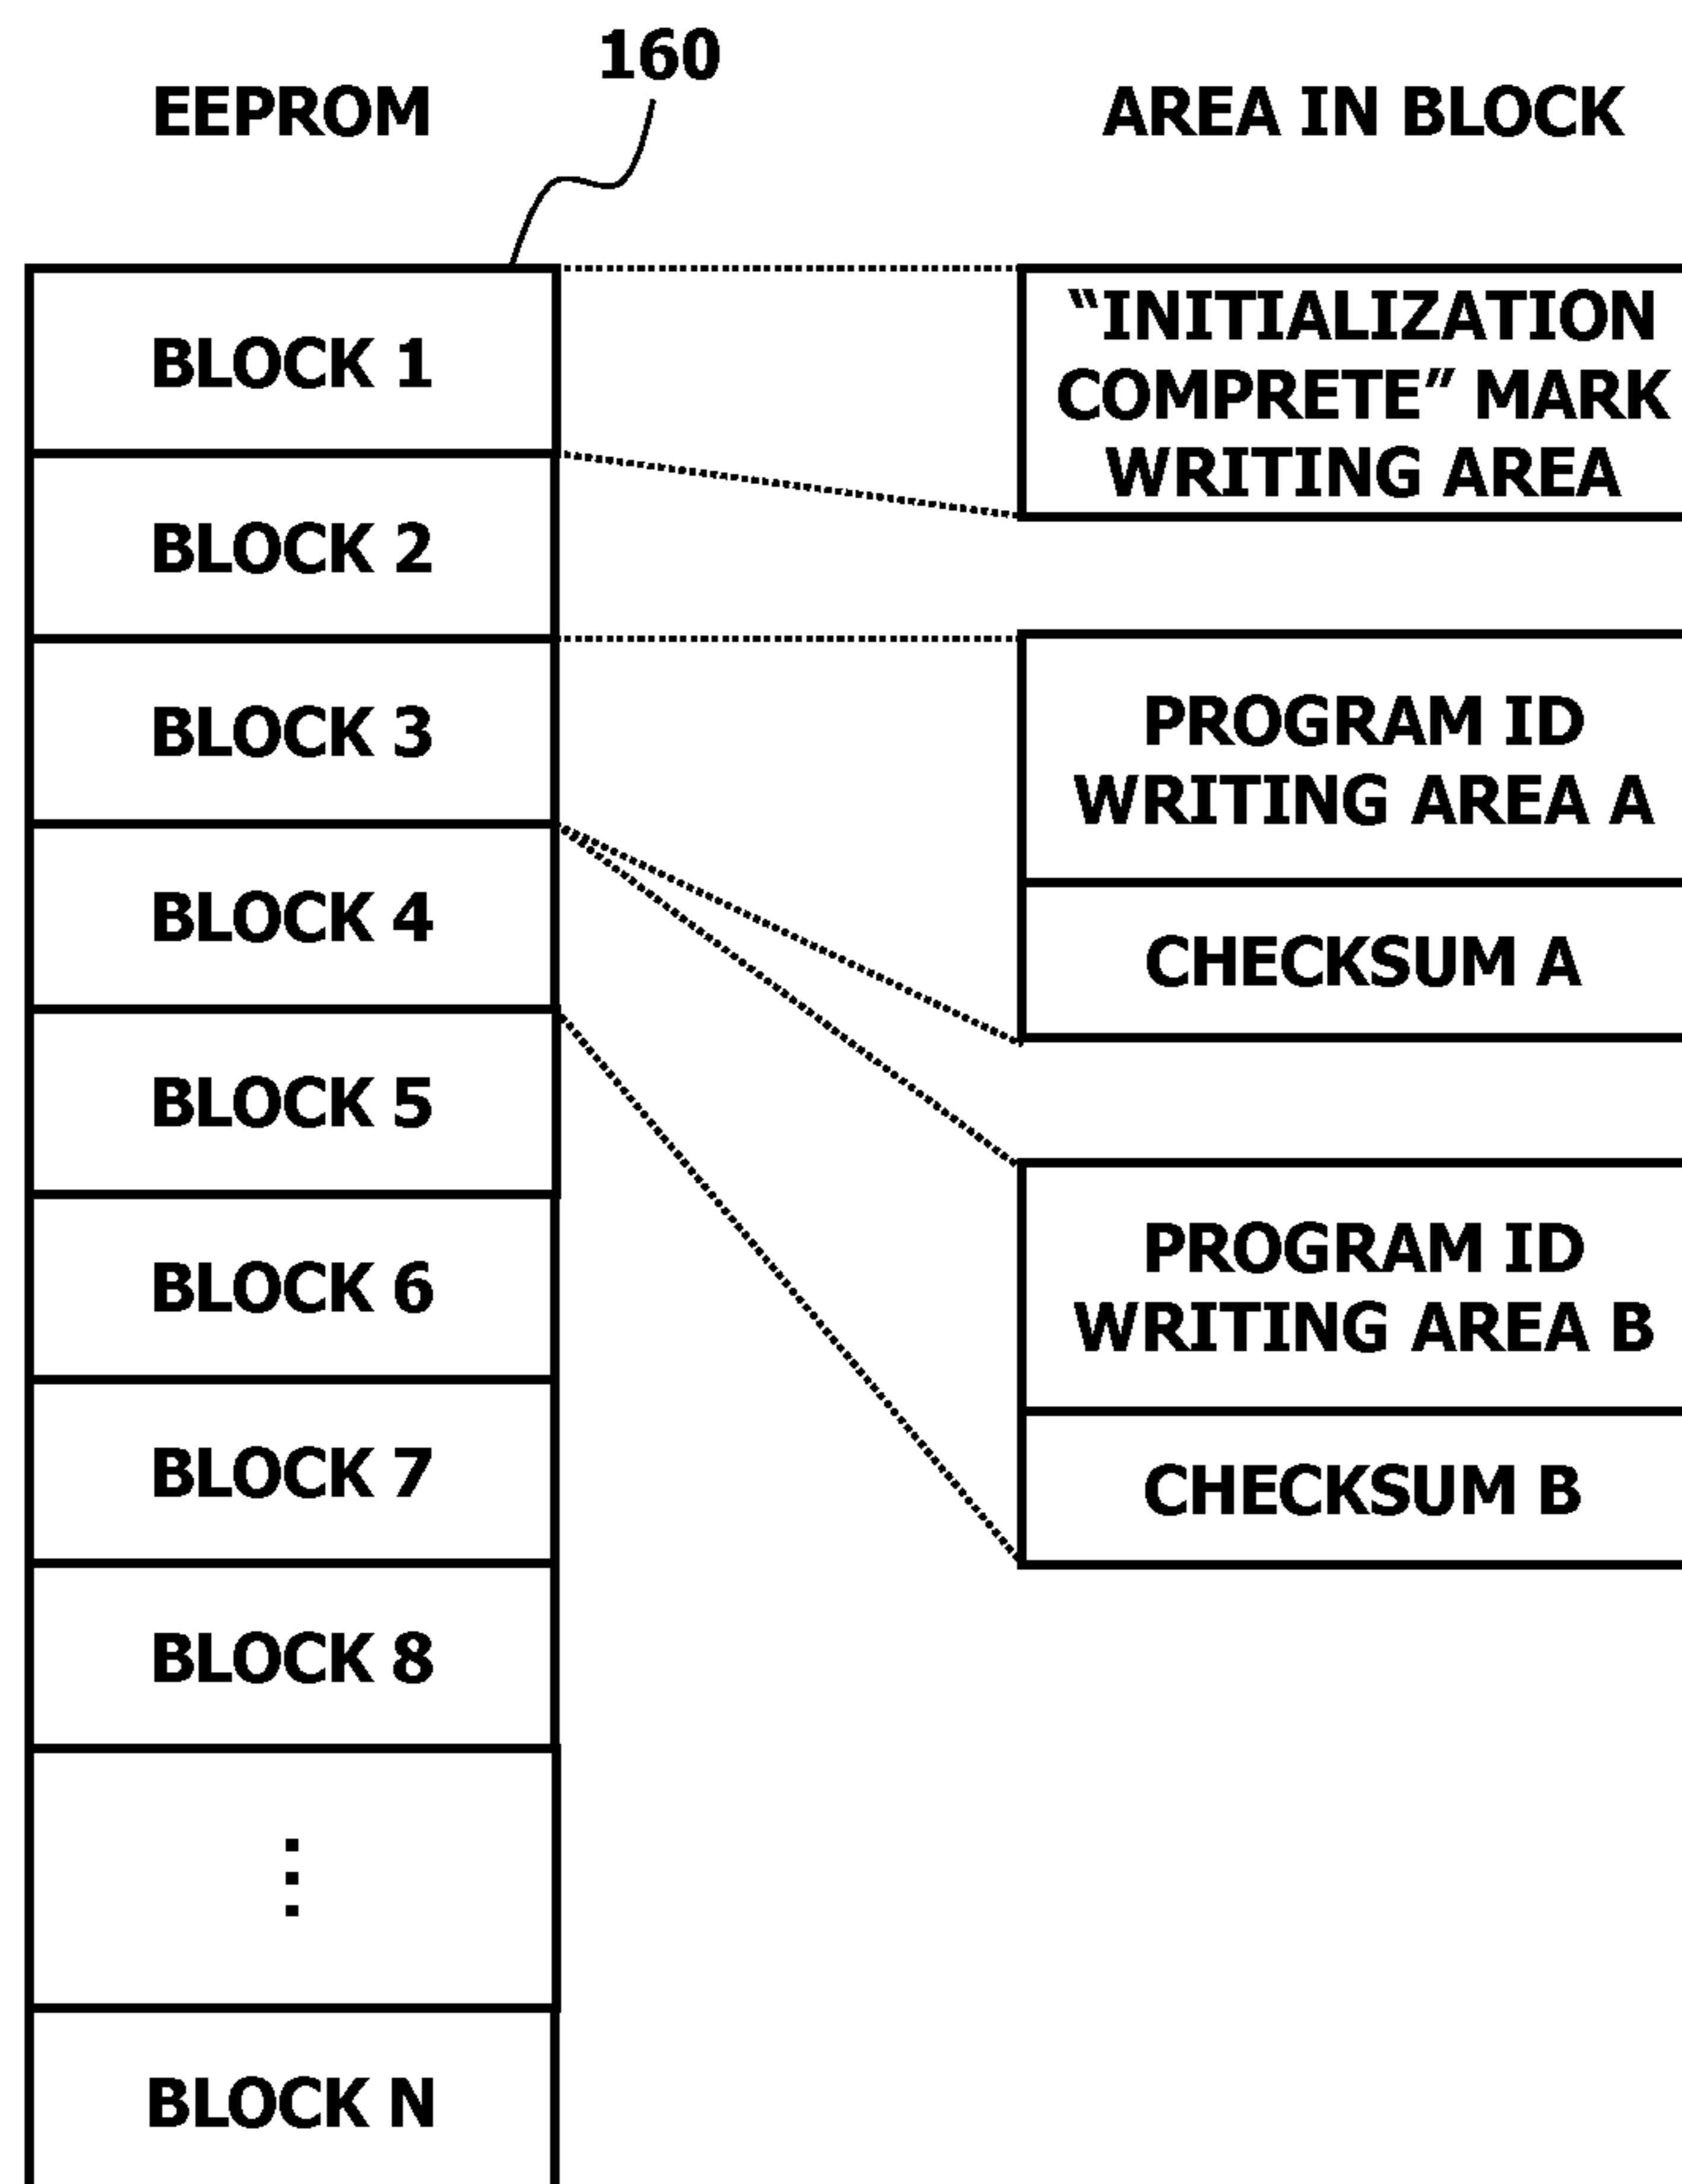 160
EEPROM
AREA IN BLOCK
BLOCK 1
BLOCK 2
BLOCK 3
BLOCK 4
BLOCK 5
BLOCK 6
BLOCK 7
BLOCK 8
⋮
BLOCK N
“INITIALIZATION
COMPRETE” MARK
WRITING AREA
PROGRAM ID
WRITING AREA A
CHECKSUM A
PROGRAM ID
WRITING AREA B
CHECKSUM B